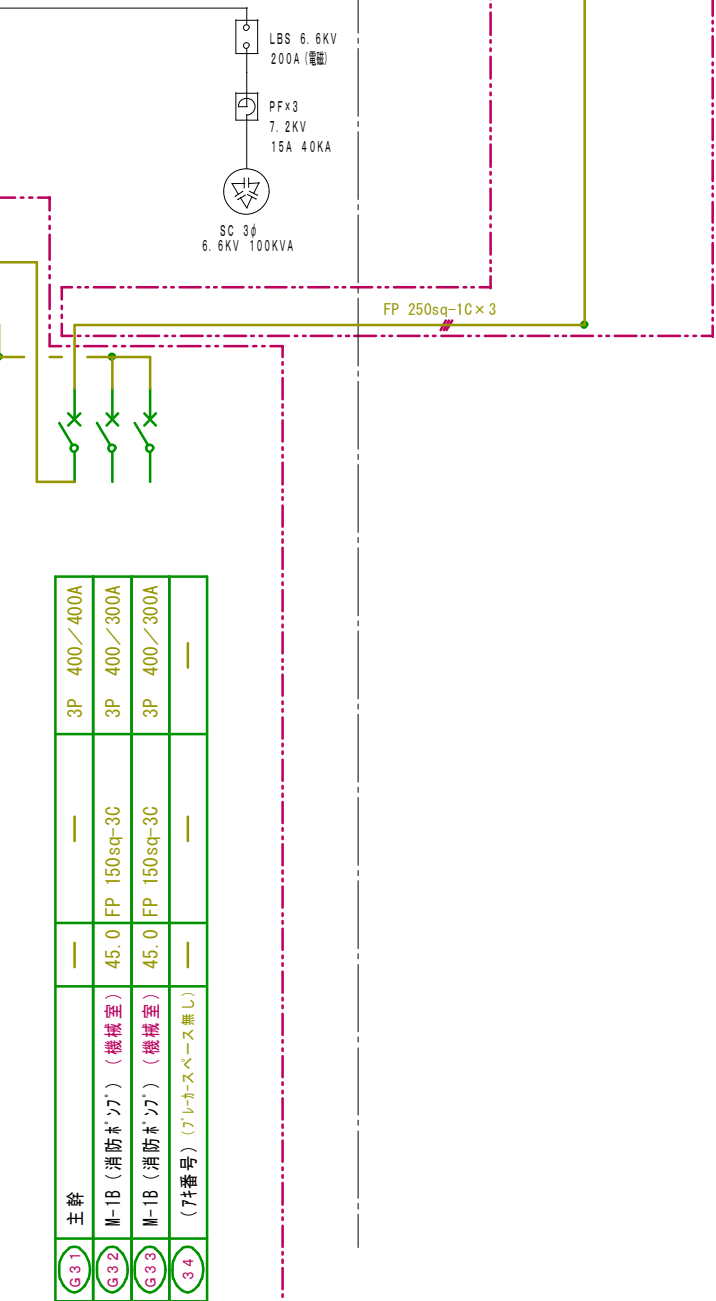 LBS 6.6KV
200A (電磁)
PF×3
7.2KV
15A 40KA
SC 3φ
6.6KV 100KVA
FP 250sq-1C×3
G31 主幹 — — 3P 400/400A
G32 M-1B (消防ポンプ) (機械室) 45.0 FP 150sq-3C 3P 400/300A
G33 M-1B (消防ポンプ) (機械室) 45.0 FP 150sq-3C 3P 400/300A
34 (アキ番号) (ブレーカースペース無し) — — —